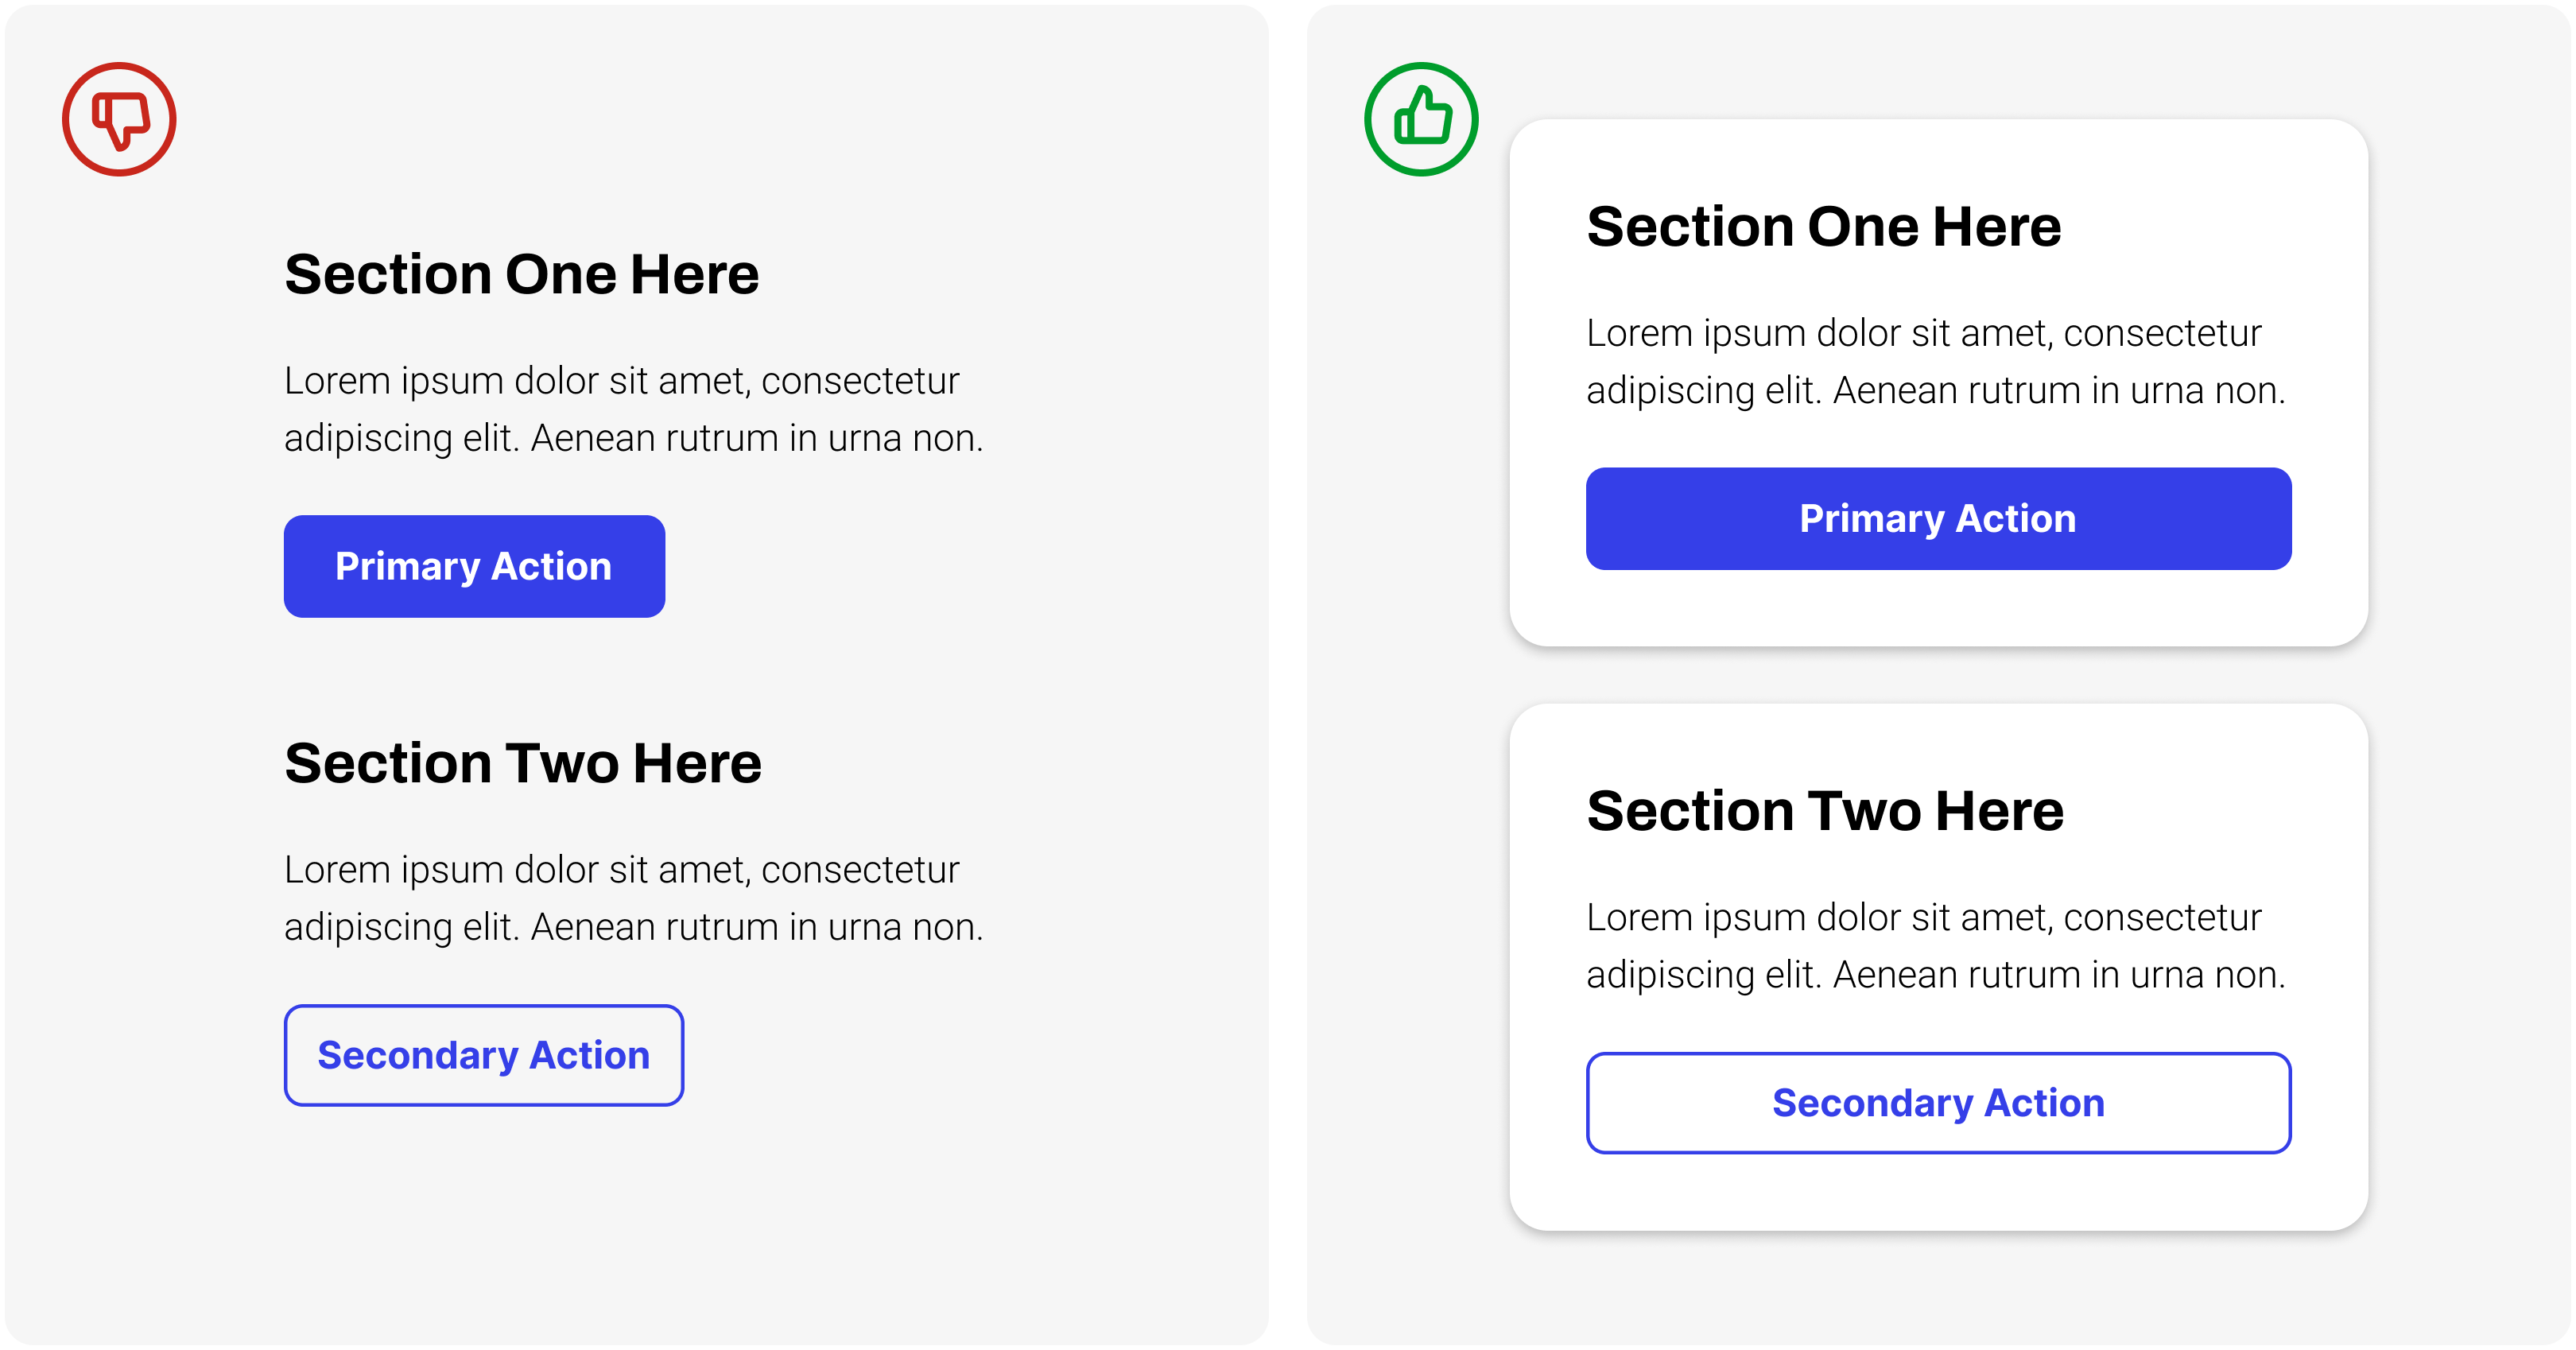 Section One Here
Lorem ipsum dolor sit amet, consectetur
adipiscing elit. Aenean rutrum in urna non.
Primary Action
Section Two Here
Lorem ipsum dolor sit amet, consectetur
adipiscing elit. Aenean rutrum in urna non.
Secondary Action
Section One Here
Lorem ipsum dolor sit amet, consectetur
adipiscing elit. Aenean rutrum in urna non.
Primary Action
Section Two Here
Lorem ipsum dolor sit amet, consectetur
adipiscing elit. Aenean rutrum in urna non.
Secondary Action